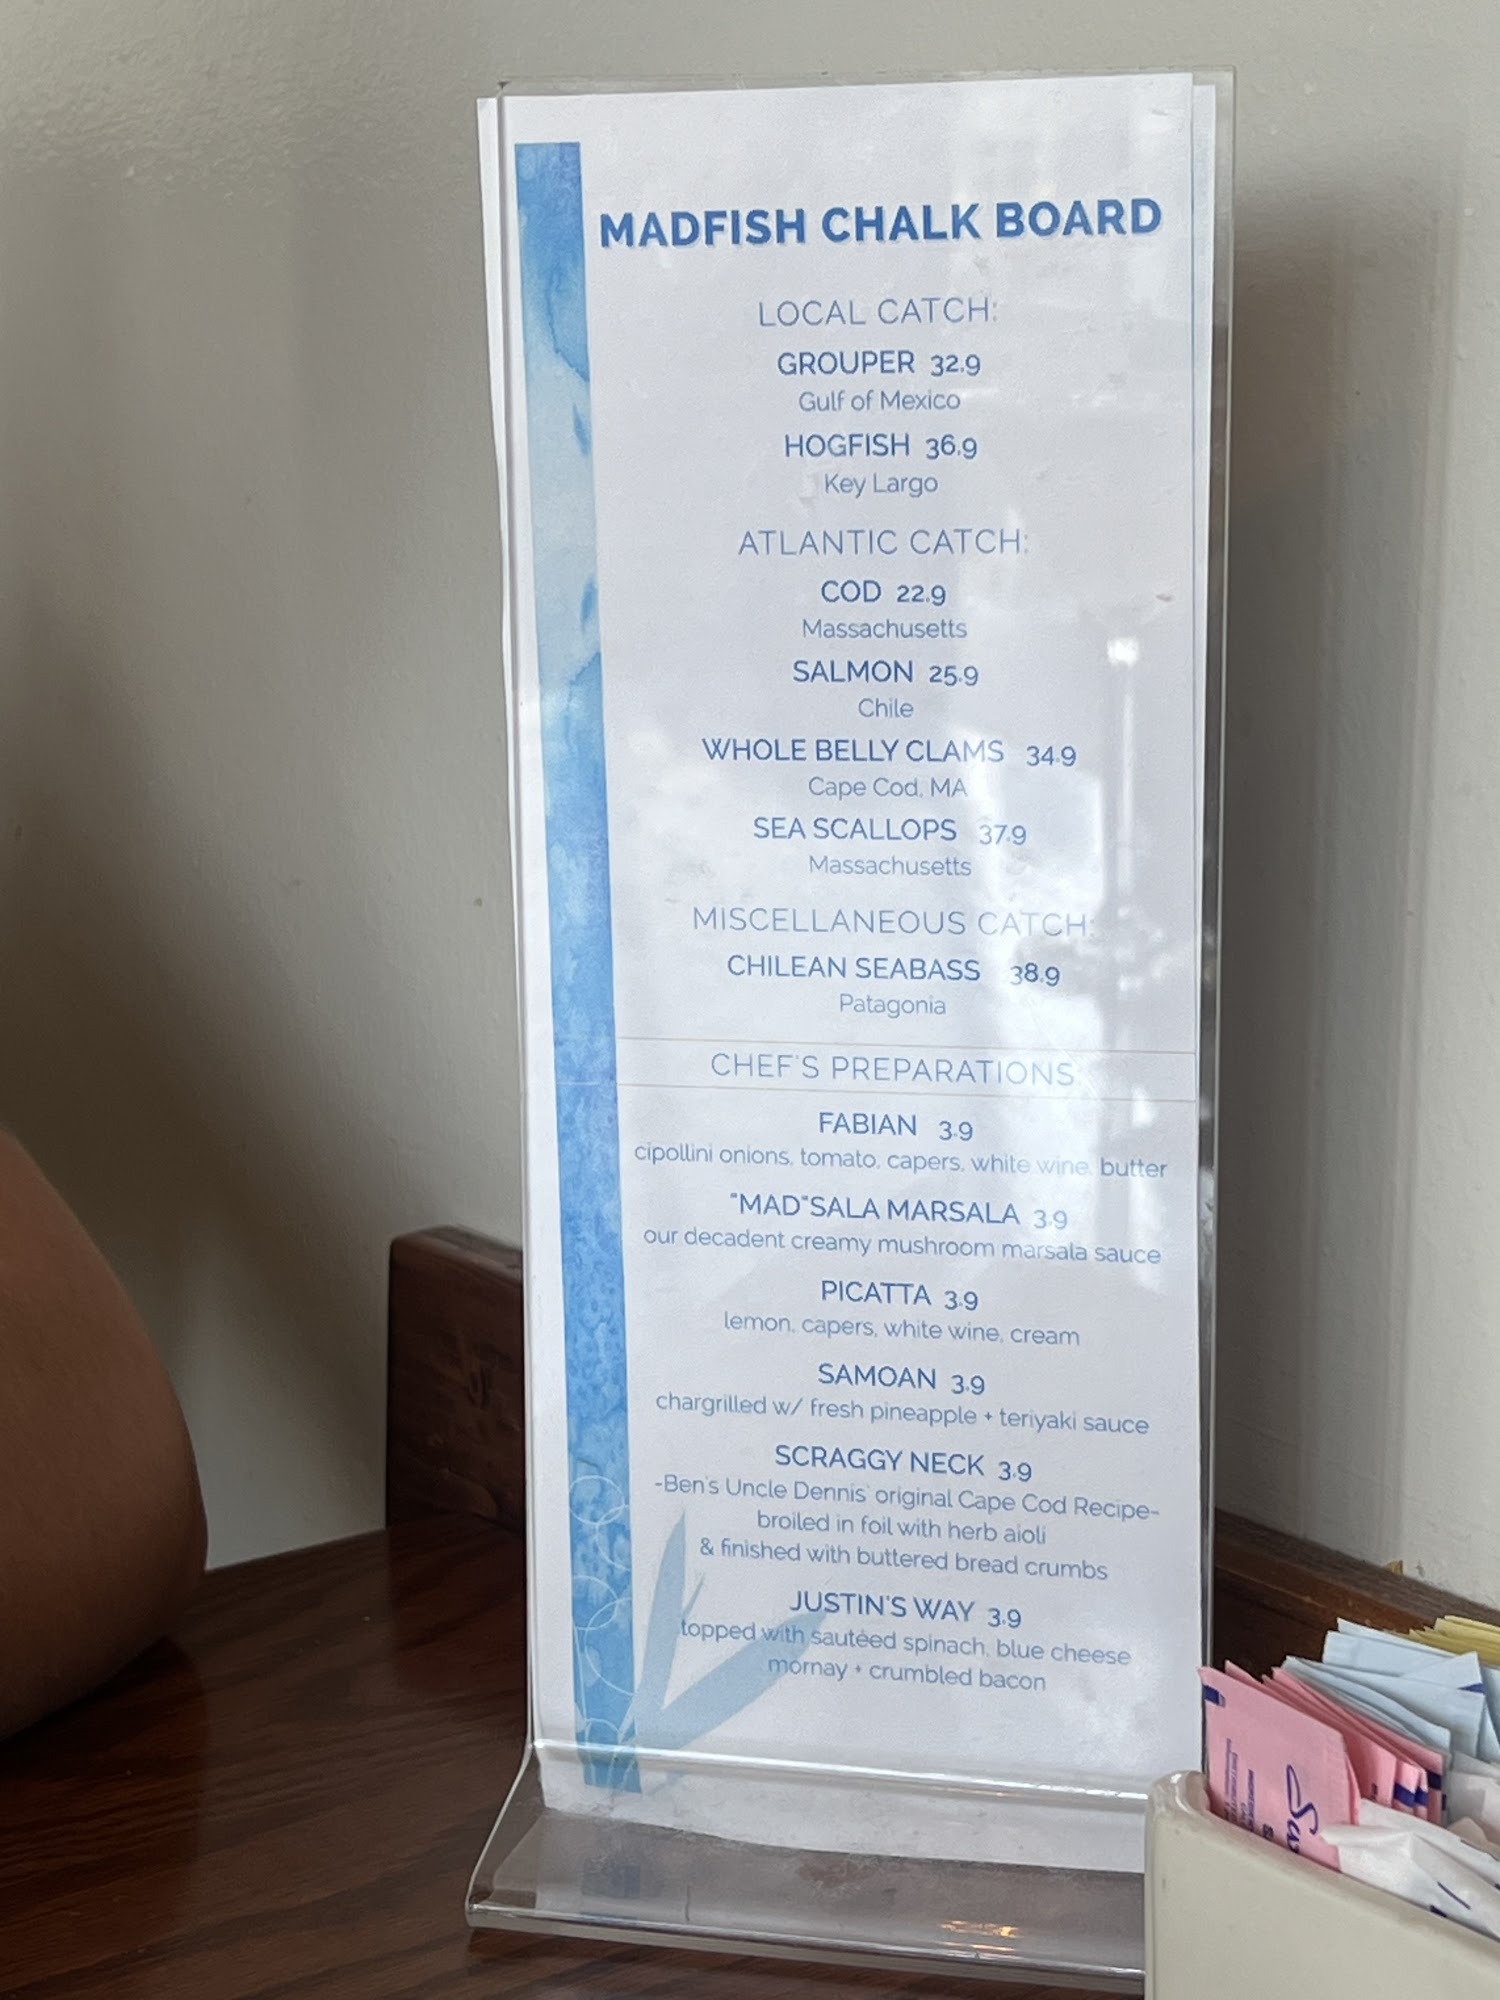 MADFISH CHALK BOARD
LOCAL CATCH:
GROUPER 32.9
Gulf of Mexico
HOGFISH 36.9
Key Largo
ATLANTIC CATCH:
COD 22.9
Massachusetts
SALMON 25.9
Chile
WHOLE BELLY CLAMS 34.9
Cape Cod, MA
SEA SCALLOPS 37.9
Massachusetts
MISCELLANEOUS CATCH:
CHILEAN SEABASS 38.9
Patagonia
CHEF'S PREPARATIONS:
FABIAN 3.9
cipollini onions, tomato, capers, white wine, butter
"MAD"SALA MARSALA 3.9
our decadent creamy mushroom marsala sauce
PICATTA 3.9
lemon, capers, white wine, cream
SAMOAN 3.9
chargrilled w/ fresh pineapple + teriyaki sauce
SCRAGGY NECK 3.9
-Ben's Uncle Dennis' original Cape Cod Recipe-
broiled in foil with herb aioli
& finished with buttered bread crumbs
JUSTIN'S WAY 3.9
topped with sautéed spinach, blue cheese
mornay + crumbled bacon